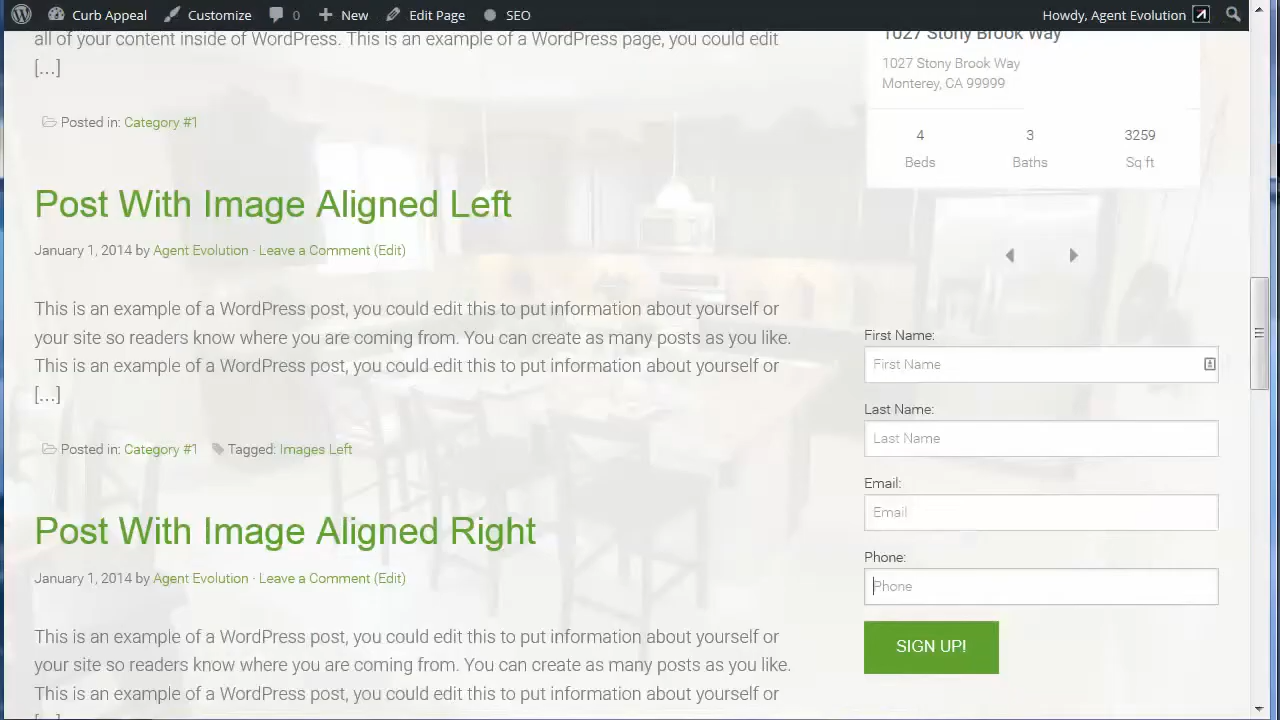 Curb Appeal Customize 0 New Edit Page SEO Howdy, Agent Evolution
all of your content inside of WordPress. This is an example of a WordPress page, you could edit
[...]
Posted in: Category #1
Post With Image Aligned Left
January 1, 2014 by Agent Evolution · Leave a Comment (Edit)
This is an example of a WordPress post, you could edit this to put information about yourself or
your site so readers know where you are coming from. You can create as many posts as you like.
This is an example of a WordPress post, you could edit this to put information about yourself or
[...]
Posted in: Category #1 Tagged: Images Left
Post With Image Aligned Right
January 1, 2014 by Agent Evolution · Leave a Comment (Edit)
This is an example of a WordPress post, you could edit this to put information about yourself or
your site so readers know where you are coming from. You can create as many posts as you like.
This is an example of a WordPress post, you could edit this to put information about yourself or
[...]
1027 Stony Brook Way
1027 Stony Brook Way
Monterey, CA 99999
4 3 3259
Beds Baths Sq ft
First Name:
First Name
Last Name:
Last Name
Email:
Email
Phone:
Phone
SIGN UP!